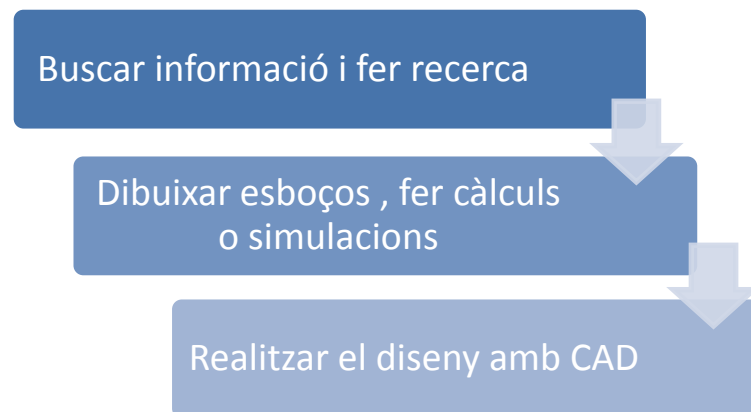 Buscar informació i fer recerca
Dibuixar esboços , fer càlculs
o simulacions
Realitzar el diseny amb CAD